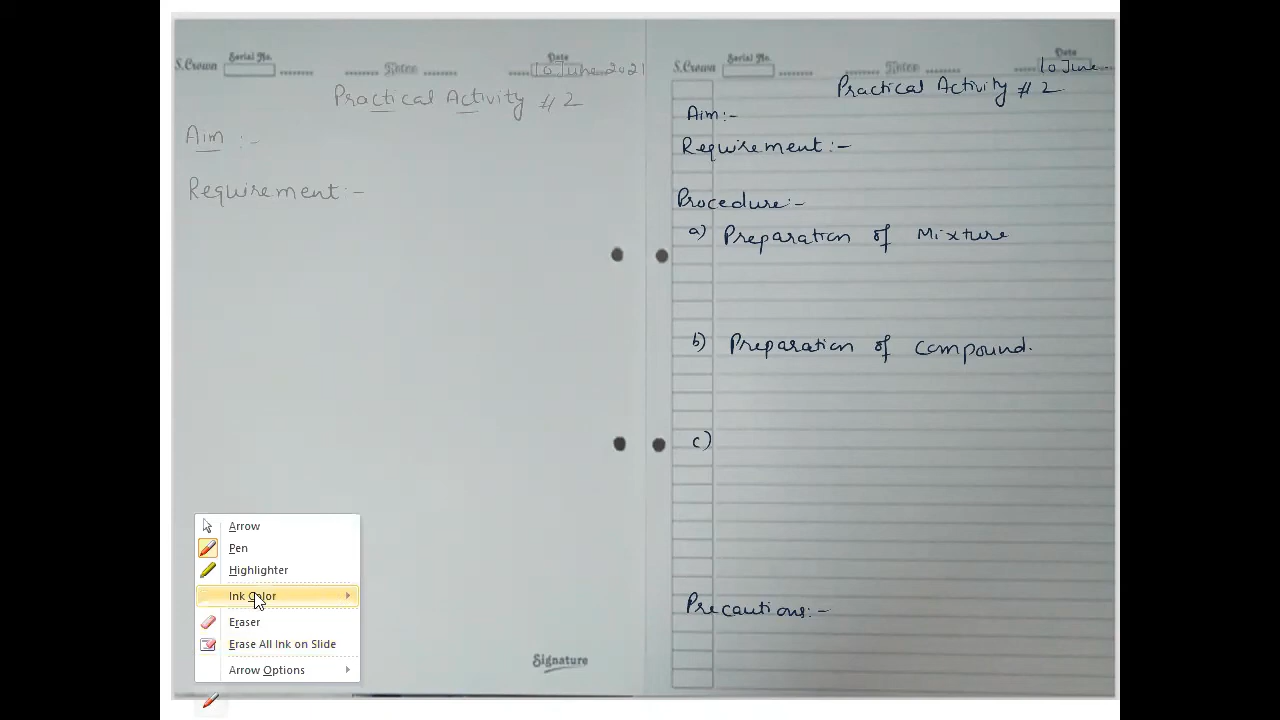 S.Crown Serial No. ........ ....... Notes ....... Date
10 June 2021
Practical Activity # 2
Aim :-
Requirement :-
Signature
S.Crown Serial No. ........ ....... Notes ....... Date
10 June
Practical Activity # 2
Aim :-
Requirement :-
Procedure :-
a) Preparation of Mixture
b) Preparation of compound.
c)
Precautions :-
Arrow
Pen
Highlighter
Ink Color
Eraser
Erase All Ink on Slide
Arrow Options